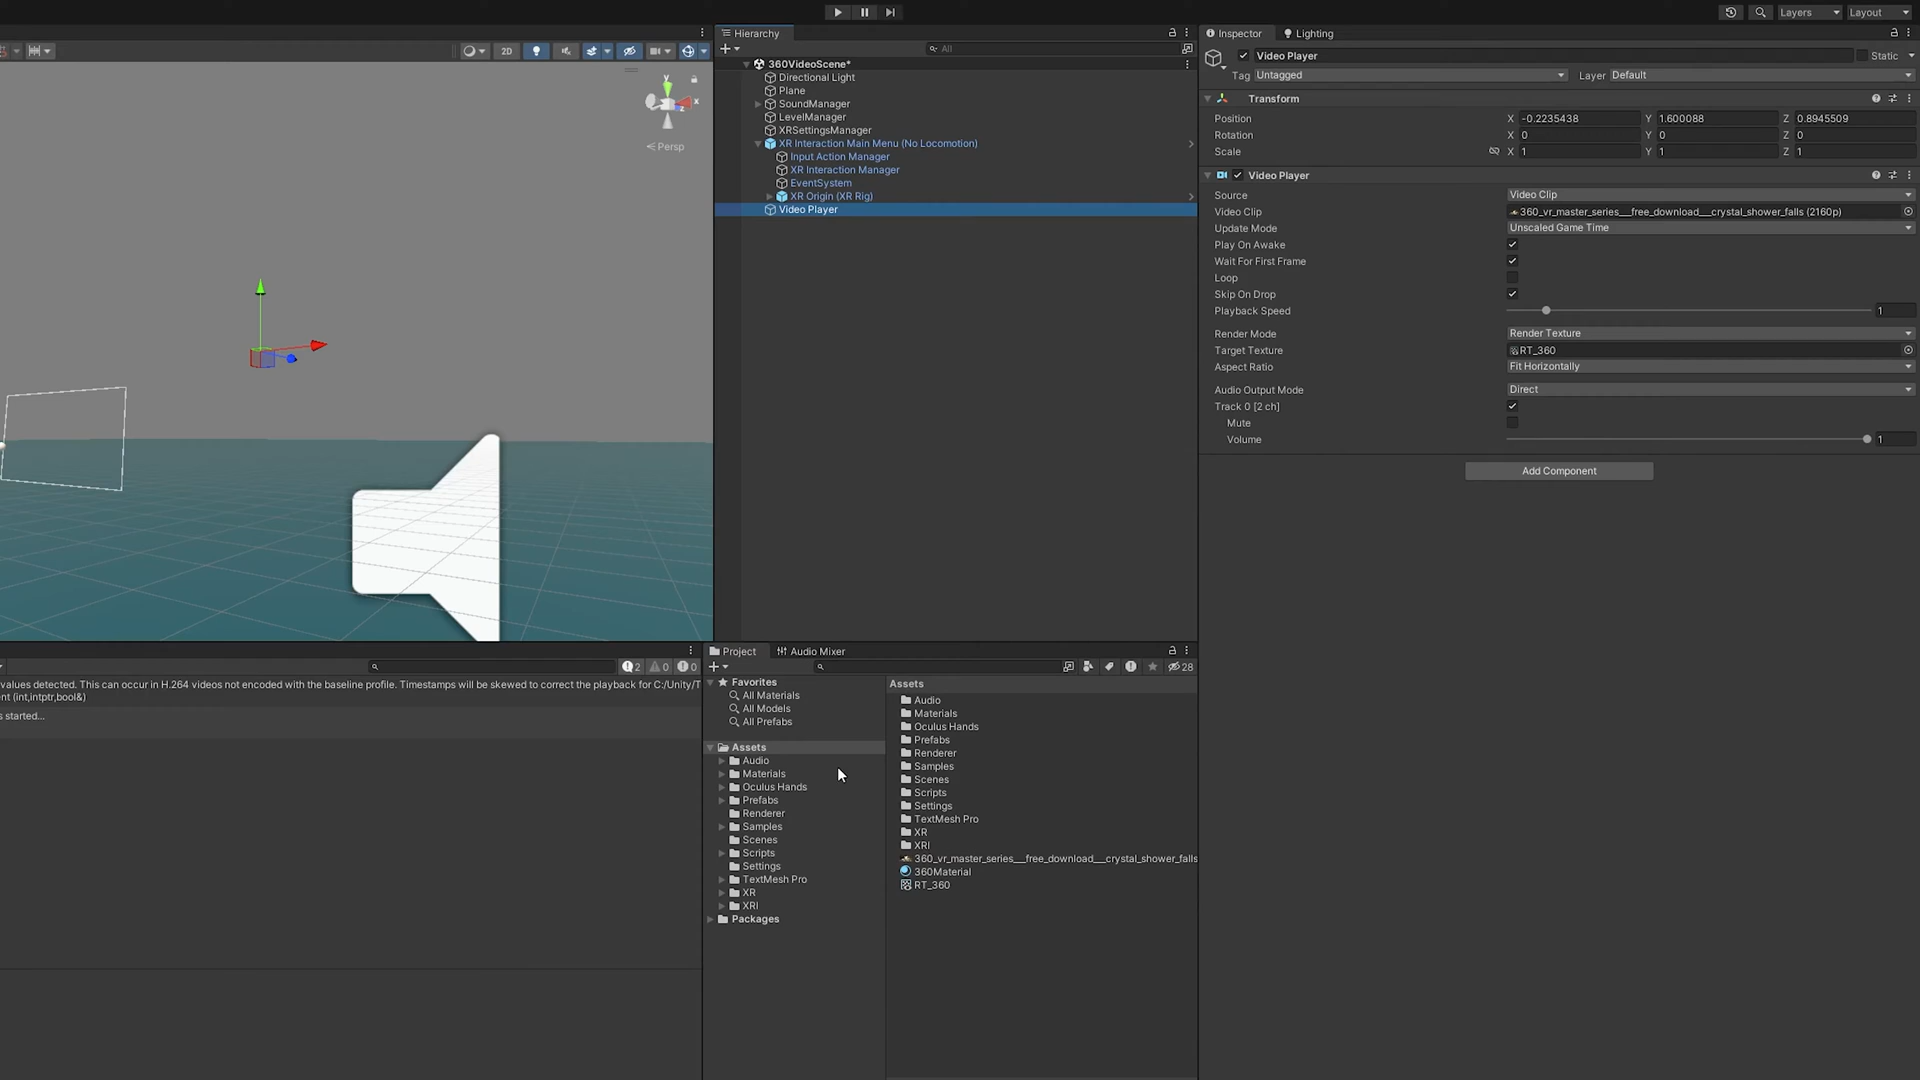 Layers
Layout
2D
y
x
z
Persp
Hierarchy
All
360VideoScene*
Directional Light
Plane
SoundManager
LevelManager
XRSettingsManager
XR Interaction Main Menu (No Locomotion)
Input Action Manager
XR Interaction Manager
EventSystem
XR Origin (XR Rig)
Video Player
Inspector
Lighting
Video Player
Static
Tag Untagged
Layer Default
Transform
Position X -0.2235438 Y 1.600088 Z 0.8945509
Rotation X 0 Y 0 Z 0
Scale X 1 Y 1 Z 1
Video Player
Source Video Clip
Video Clip 360_vr_master_series__free_download__crystal_shower_falls (2160p)
Update Mode Unscaled Game Time
Play On Awake
Wait For First Frame
Loop
Skip On Drop
Playback Speed 1
Render Mode Render Texture
Target Texture RT_360
Aspect Ratio Fit Horizontally
Audio Output Mode Direct
Track 0 [2 ch]
Mute
Volume 1
Add Component
2 0 0
values detected. This can occur in H.264 videos not encoded with the baseline profile. Timestamps will be skewed to correct the playback for C:/Unity/T
ent (int,intptr,bool&)
s started...
Project
Audio Mixer
28
Favorites
All Materials
All Models
All Prefabs
Assets
Audio
Materials
Oculus Hands
Prefabs
Renderer
Samples
Scenes
Scripts
Settings
TextMesh Pro
XR
XRI
Packages
Assets
Audio
Materials
Oculus Hands
Prefabs
Renderer
Samples
Scenes
Scripts
Settings
TextMesh Pro
XR
XRI
360_vr_master_series__free_download__crystal_shower_falls
360Material
RT_360